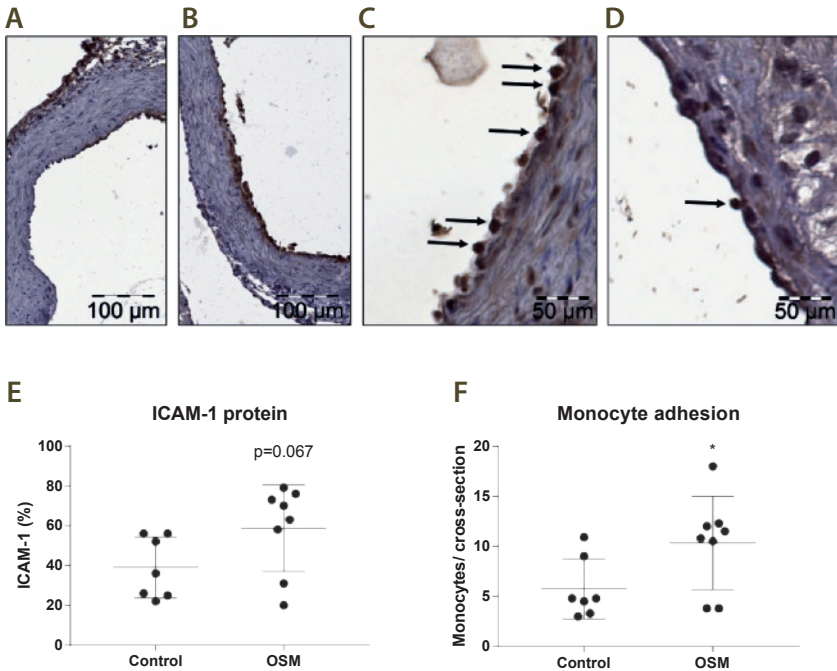 A
B
C
D
100 µm
100 µm
50 µm
50 µm
E
ICAM-1 protein
ICAM-1 (%)
100
80
60
40
20
0
p=0.067
Control
OSM
F
Monocyte adhesion
Monocytes/ cross-section
20
15
10
5
0
*
Control
OSM